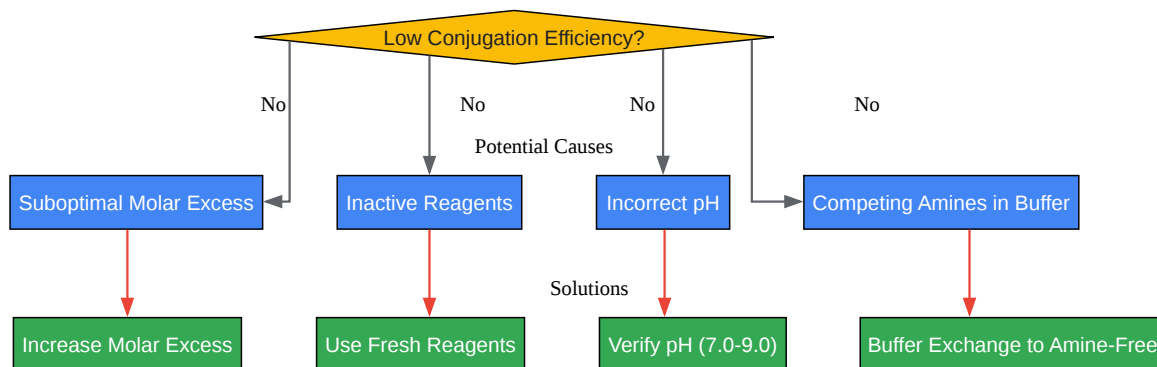 Low Conjugation Efficiency?
No
No
No
No
Potential Causes
Suboptimal Molar Excess
Inactive Reagents
Incorrect pH
Competing Amines in Buffer
Solutions
Increase Molar Excess
Use Fresh Reagents
Verify pH (7.0-9.0)
Buffer Exchange to Amine-Free